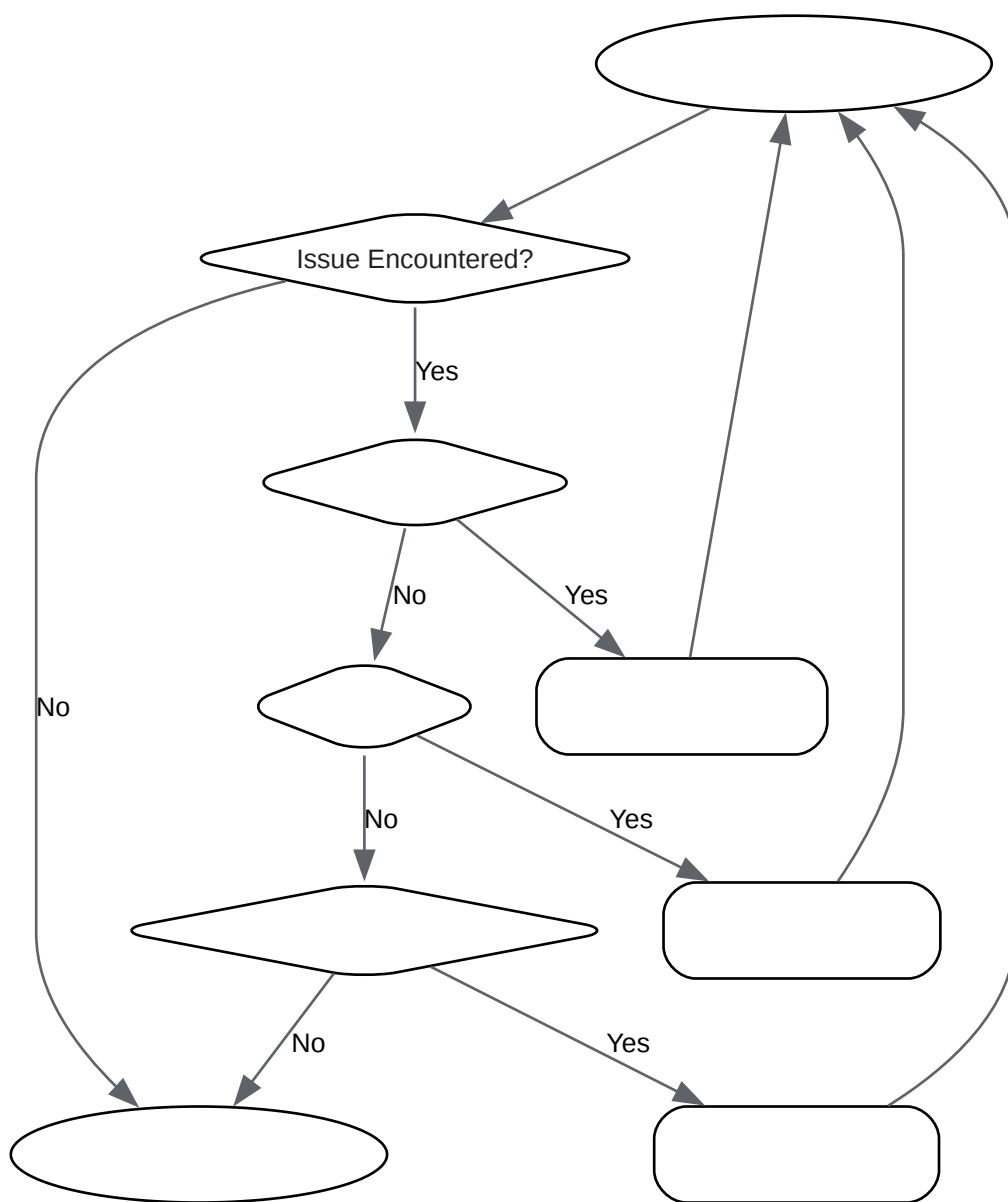 Issue Encountered?
Yes
No
Yes
No
No
Yes
No
Yes